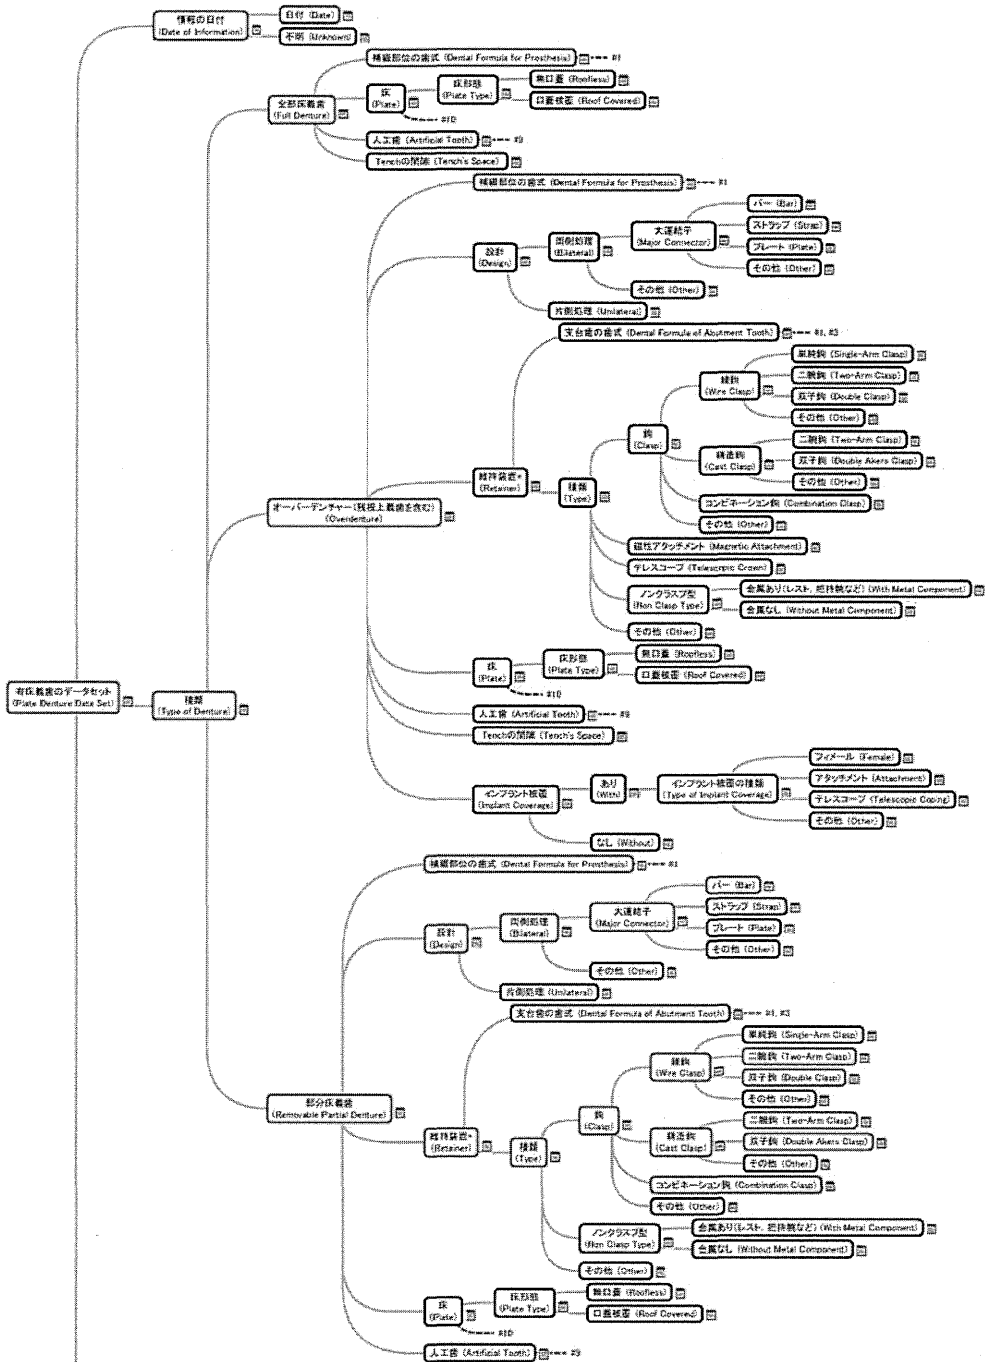 情報の日付
(Date of Information)
日付 (Date)
不明 (Unknown)
補綴部位の歯式 (Dental Formula for Prosthesis)
#1
全部床義歯
(Full Denture)
床
(Plate)
床形態
(Plate Type)
無口蓋 (Roofless)
口蓋被覆 (Roof Covered)
#10
人工歯 (Artificial Tooth)
#9
Tenchの間隙 (Tench's Space)
補綴部位の歯式 (Dental Formula for Prosthesis)
#1
設計
(Design)
両側処理
(Bilateral)
大連結子
(Major Connector)
バー (Bar)
ストラップ (Strap)
プレート (Plate)
その他 (Other)
その他 (Other)
片側処理 (Unilateral)
支台歯の歯式 (Dental Formula of Abutment Tooth)
#1, #3
維持装置*
(Retainer)
種類
(Type)
鉤
(Clasp)
線鉤
(Wire Clasp)
単純鉤 (Single-Arm Clasp)
二腕鉤 (Two-Arm Clasp)
双子鉤 (Double Clasp)
その他 (Other)
鋳造鉤
(Cast Clasp)
二腕鉤 (Two-Arm Clasp)
双子鉤 (Double Akers Clasp)
その他 (Other)
コンビネーション鉤 (Combination Clasp)
その他 (Other)
磁性アタッチメント (Magnetic Attachment)
テレスコープ (Telescopic Crown)
ノンクラスプ型
(Non Clasp Type)
金属あり(レスト, 把持腕など) (With Metal Component)
金属なし (Without Metal Component)
その他 (Other)
オーバーデンチャー(残根上義歯を含む)
(Overdenture)
床
(Plate)
床形態
(Plate Type)
無口蓋 (Roofless)
口蓋被覆 (Roof Covered)
#10
人工歯 (Artificial Tooth)
#9
Tenchの間隙 (Tench's Space)
有床義歯のデータセット
(Plate Denture Data Set)
種類
(Type of Denture)
インプラント被覆
(Implant Coverage)
あり
(With)
インプラント被覆の種類
(Type of Implant Coverage)
フィメール (Female)
アタッチメント (Attachment)
テレスコープ (Telescopic Coping)
その他 (Other)
なし (Without)
補綴部位の歯式 (Dental Formula for Prosthesis)
#1
設計
(Design)
両側処理
(Bilateral)
大連結子
(Major Connector)
バー (Bar)
ストラップ (Strap)
プレート (Plate)
その他 (Other)
その他 (Other)
片側処理 (Unilateral)
支台歯の歯式 (Dental Formula of Abutment Tooth)
#1, #3
部分床義歯
(Removable Partial Denture)
維持装置*
(Retainer)
種類
(Type)
鉤
(Clasp)
線鉤
(Wire Clasp)
単純鉤 (Single-Arm Clasp)
二腕鉤 (Two-Arm Clasp)
双子鉤 (Double Clasp)
その他 (Other)
鋳造鉤
(Cast Clasp)
二腕鉤 (Two-Arm Clasp)
双子鉤 (Double Akers Clasp)
その他 (Other)
コンビネーション鉤 (Combination Clasp)
その他 (Other)
ノンクラスプ型
(Non Clasp Type)
金属あり(レスト, 把持腕など) (With Metal Component)
金属なし (Without Metal Component)
その他 (Other)
床
(Plate)
床形態
(Plate Type)
無口蓋 (Roofless)
口蓋被覆 (Roof Covered)
#10
人工歯 (Artificial Tooth)
#9